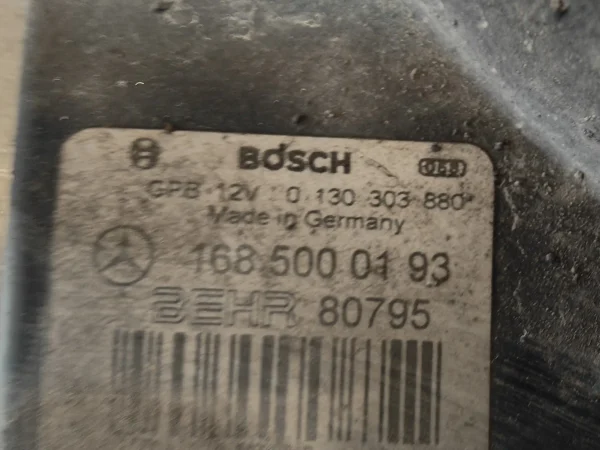 BOSCH
GPB 12V 0 130 303 880
Made in Germany
168 500 01 93
BEHR 80795